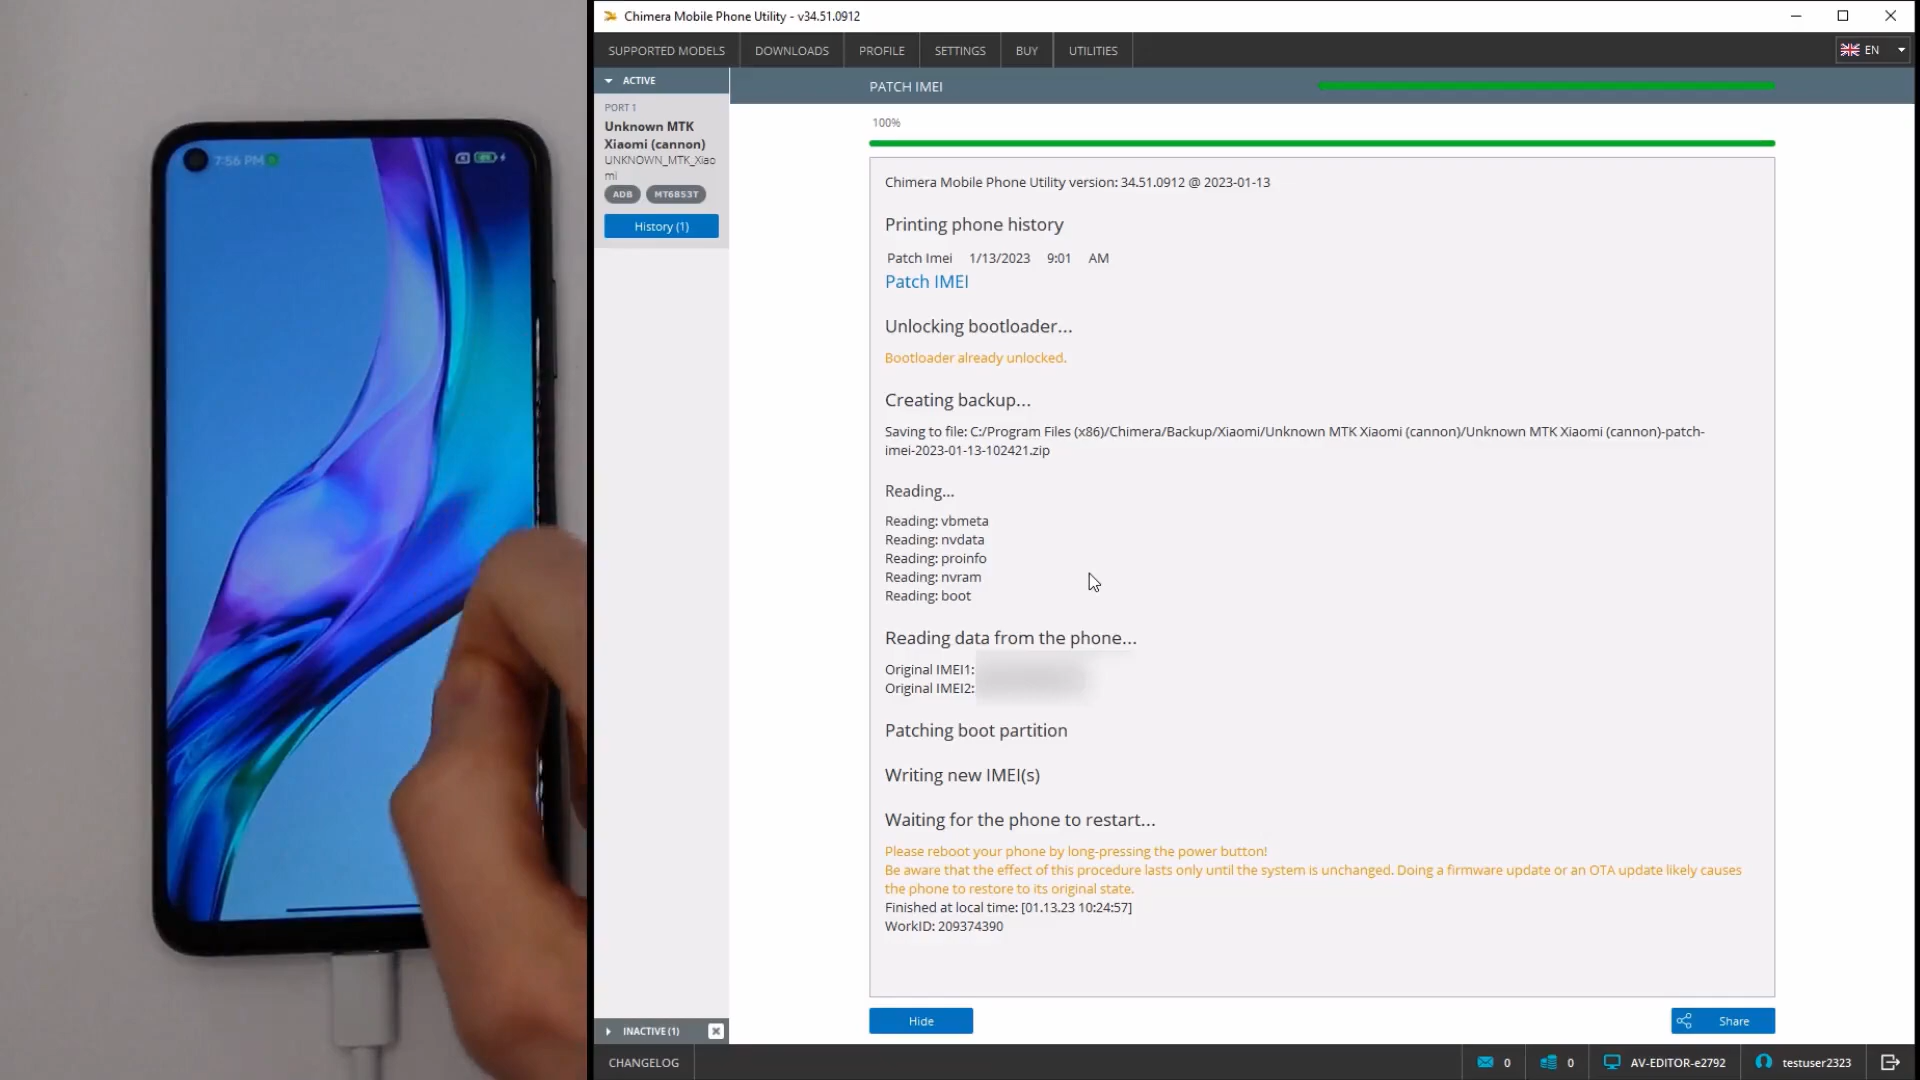 Chimera Mobile Phone Utility - v34.51.0912
SUPPORTED MODELS
DOWNLOADS
PROFILE
SETTINGS
BUY
UTILITIES
EN
ACTIVE
PORT 1
Unknown MTK
Xiaomi (cannon)
UNKNOWN_MTK_Xiao
mi
ADB
MT6853T
History (1)
PATCH IMEI
100%
Chimera Mobile Phone Utility version: 34.51.0912 @ 2023-01-13
Printing phone history
Patch Imei 1/13/2023 9:01 AM
Patch IMEI
Unlocking bootloader...
Bootloader already unlocked.
Creating backup...
Saving to file: C:/Program Files (x86)/Chimera/Backup/Xiaomi/Unknown MTK Xiaomi (cannon)/Unknown MTK Xiaomi (cannon)-patch-
imei-2023-01-13-102421.zip
Reading...
Reading: vbmeta
Reading: nvdata
Reading: proinfo
Reading: nvram
Reading: boot
Reading data from the phone...
Original IMEI1:
Original IMEI2:
Patching boot partition
Writing new IMEI(s)
Waiting for the phone to restart...
Please reboot your phone by long-pressing the power button!
Be aware that the effect of this procedure lasts only until the system is unchanged. Doing a firmware update or an OTA update likely causes
the phone to restore to its original state.
Finished at local time: [01.13.23 10:24:57]
WorkID: 209374390
Hide
Share
INACTIVE (1)
CHANGELOG
0
0
AV-EDITOR-e2792
testuser2323
7:56 PM